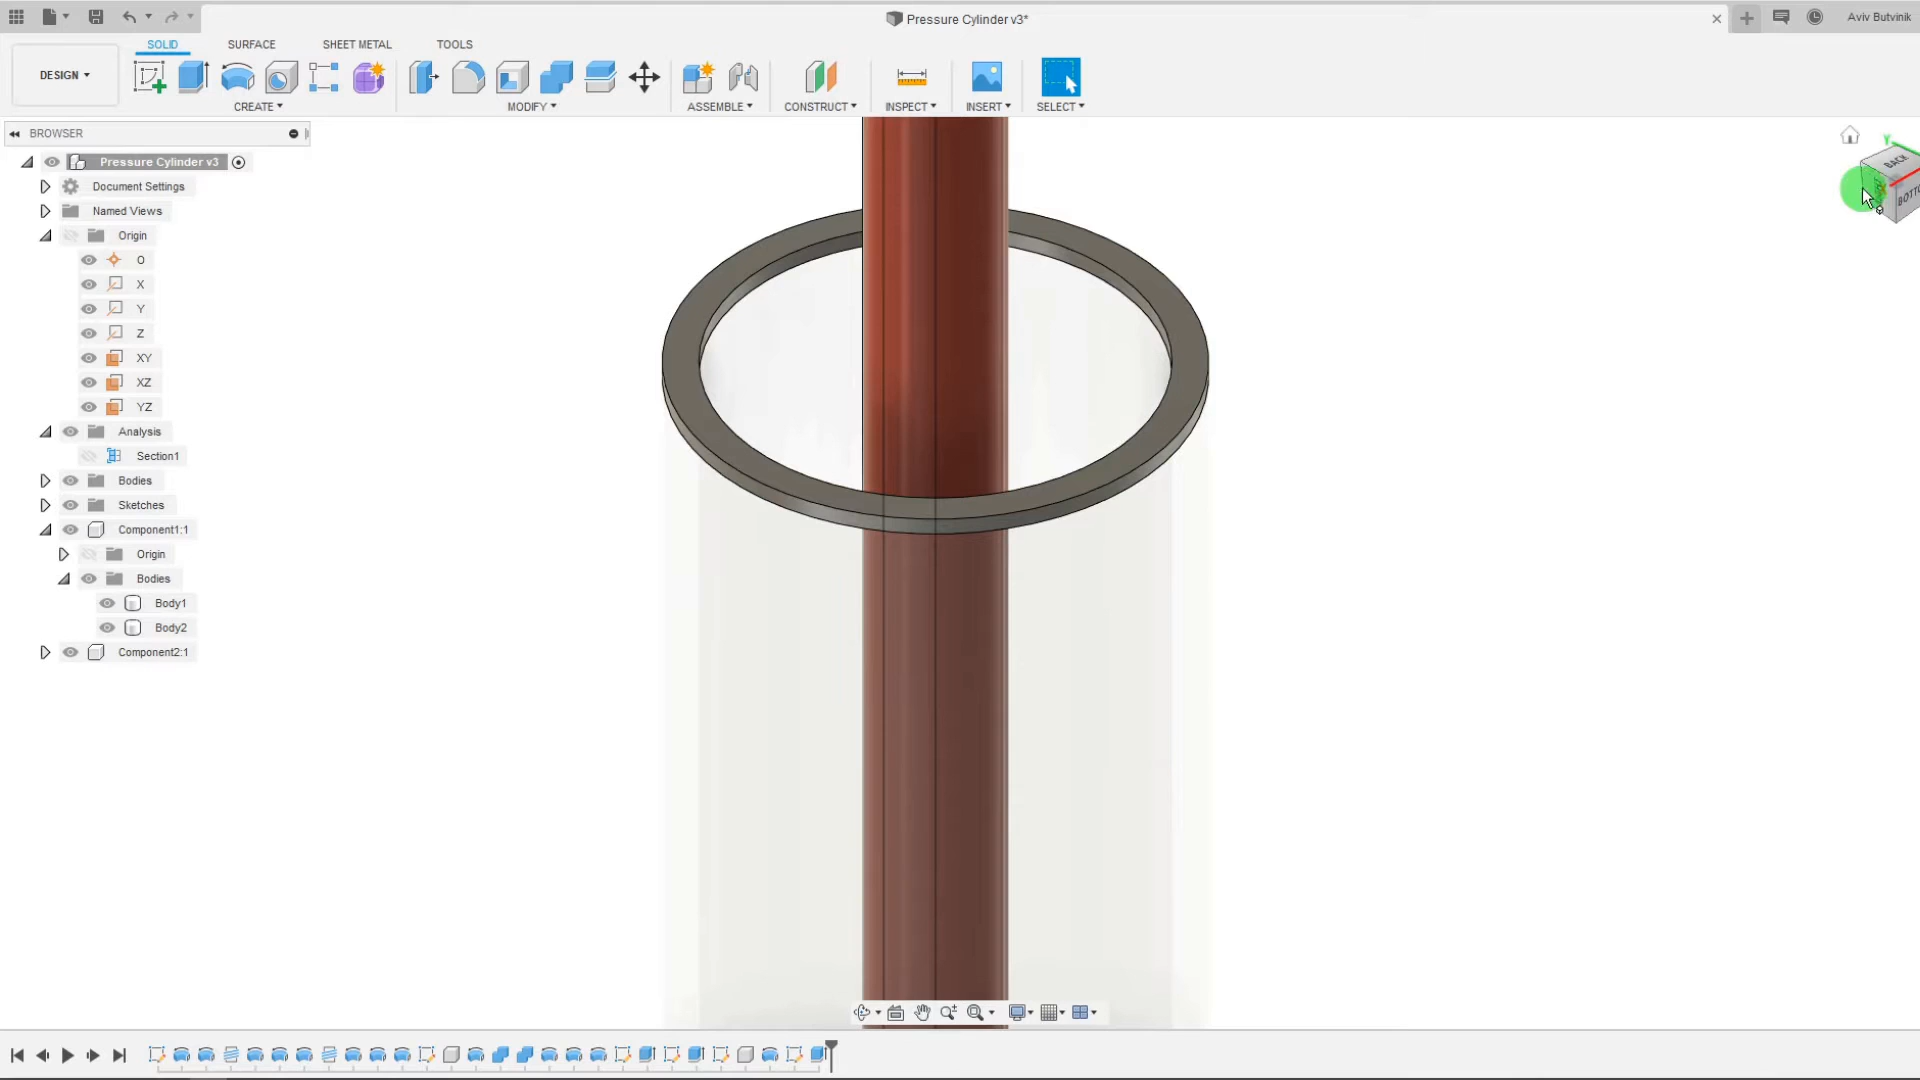 Pressure Cylinder v3*
Aviv Butvinik
SOLID
SURFACE
SHEET METAL
TOOLS
DESIGN
CREATE
MODIFY
ASSEMBLE
CONSTRUCT
INSPECT
INSERT
SELECT
BROWSER
Pressure Cylinder v3
Document Settings
Named Views
Origin
O
X
Y
Z
XY
XZ
YZ
Analysis
Section1
Bodies
Sketches
Component1:1
Origin
Bodies
Body1
Body2
Component2:1
Y
BACK